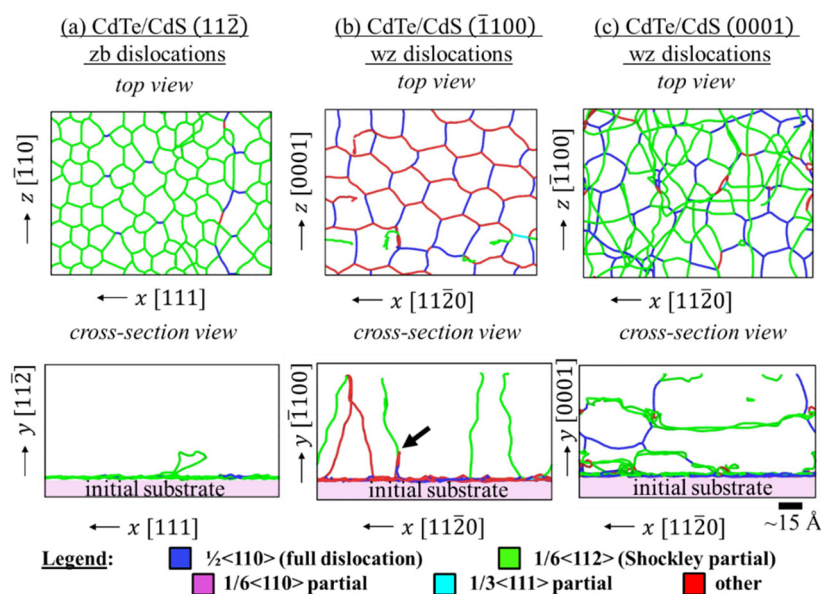 (a) CdTe/CdS (112̄) (b) CdTe/CdS (1̄100) (c) CdTe/CdS (0001)
zb dislocations wz dislocations wz dislocations
top view top view top view
→ z [1̄10] → z [0001] → z [1̄100]
← x [111] ← x [112̄0] ← x [112̄0]
cross-section view cross-section view cross-section view
→ y [112̄] → y [1̄100] → y [0001]
initial substrate initial substrate initial substrate
← x [111] ← x [112̄0] ← x [112̄0] ~15 Å
Legend: ½<110> (full dislocation) 1/6<112> (Shockley partial)
1/6<110> partial 1/3<111> partial other